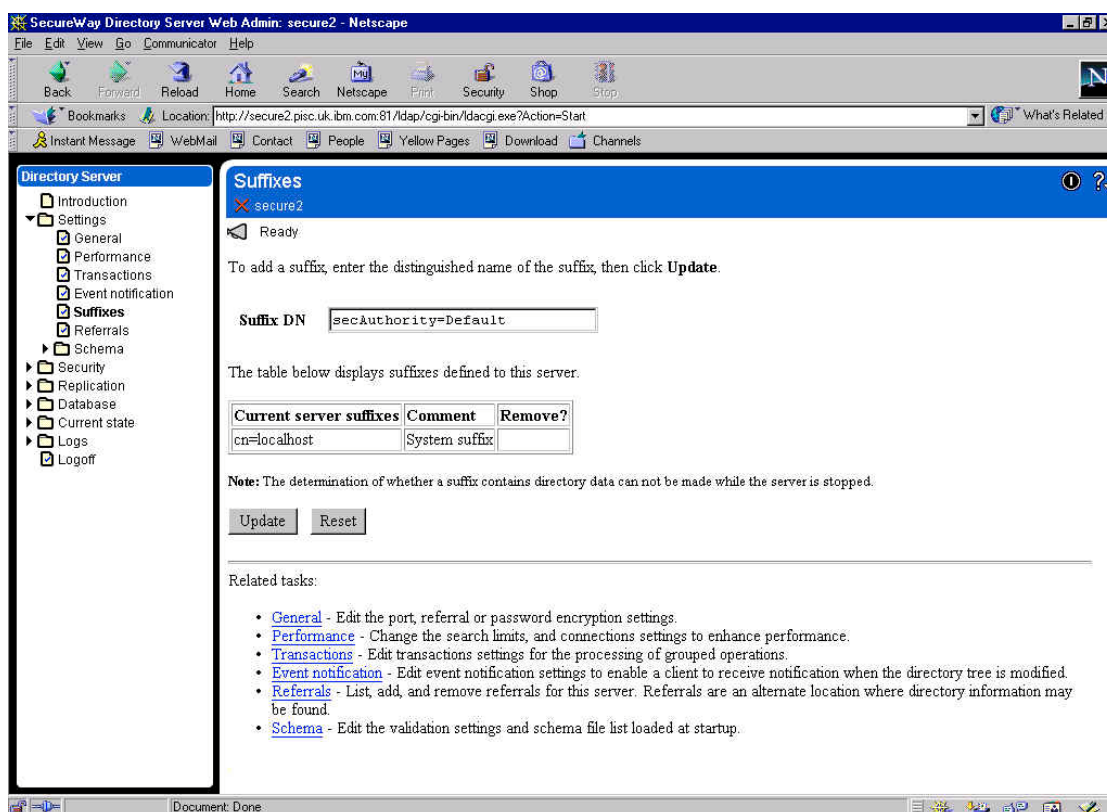 SecureWay Directory Server Web Admin: secure2 - Netscape
File Edit View Go Communicator Help
Back Forward Reload Home Search Netscape Print Security Shop Stop
My
N
Bookmarks Location: http://secure2.pisc.uk.ibm.com:81/ldap/cgi-bin/ldacgi.exe?Action=Start What's Related
Instant Message WebMail Contact People Yellow Pages Download Channels
Directory Server
Introduction
Settings
General
Performance
Transactions
Event notification
Suffixes
Referrals
Schema
Security
Replication
Database
Current state
Logs
Logoff
Suffixes
secure2
Ready
To add a suffix, enter the distinguished name of the suffix, then click Update.
Suffix DN secAuthority=Default
The table below displays suffixes defined to this server.
Current server suffixes Comment Remove?
cn=localhost System suffix
Note: The determination of whether a suffix contains directory data can not be made while the server is stopped.
Update Reset
Related tasks:
• General - Edit the port, referral or password encryption settings.
• Performance - Change the search limits, and connections settings to enhance performance.
• Transactions - Edit transactions settings for the processing of grouped operations.
• Event notification - Edit event notification settings to enable a client to receive notification when the directory tree is modified.
• Referrals - List, add, and remove referrals for this server. Referrals are an alternate location where directory information may
be found.
• Schema - Edit the validation settings and schema file list loaded at startup.
Document: Done